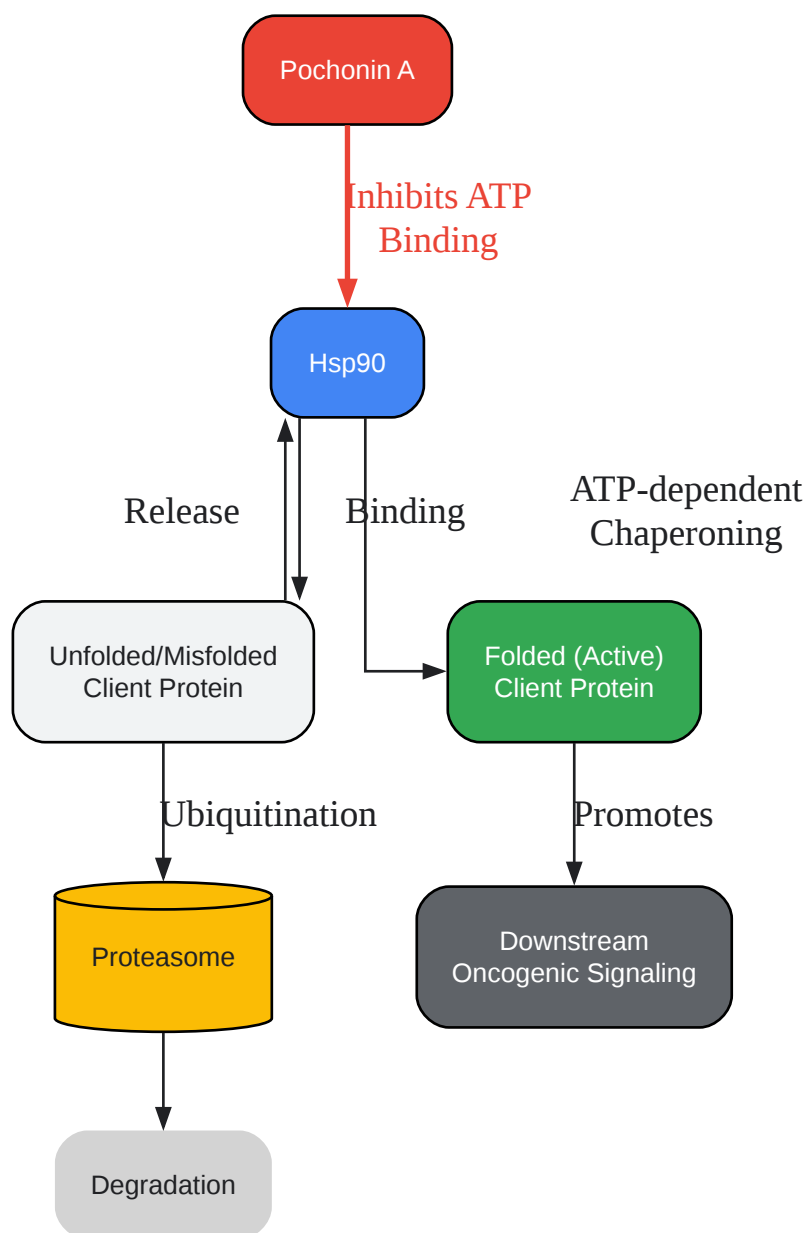 Pochonin A
Inhibits ATP
Binding
Hsp90
Release
Binding
ATP-dependent
Chaperoning
Unfolded/Misfolded
Client Protein
Folded (Active)
Client Protein
Ubiquitination
Promotes
Proteasome
Downstream
Oncogenic Signaling
Degradation